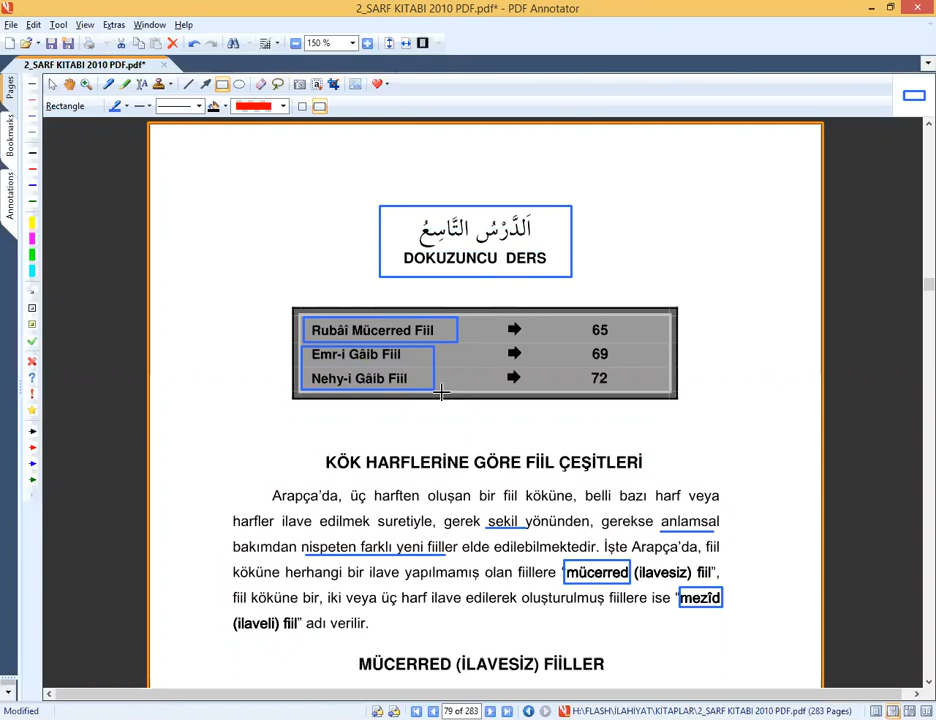 2_SARF KITABI 2010 PDF.pdf* - PDF Annotator
File Edit Tool View Extras Window Help
150 %
2_SARF KITABI 2010 PDF.pdf*
Rectangle
Pages
Bookmarks
Annotations
اَلدَّرْسُ التَّاسِعُ
DOKUZUNCU DERS
Rubâî Mücerred Fiil 65
Emr-i Gâib Fiil 69
Nehy-i Gâib Fiil 72
KÖK HARFLERİNE GÖRE FİİL ÇEŞİTLERİ
Arapça’da, üç harften oluşan bir fiil köküne, belli bazı harf veya
harfler ilave edilmek suretiyle, gerek sekil yönünden, gerekse anlamsal
bakımdan nispeten farklı yeni fiiller elde edilebilmektedir. İşte Arapça’da, fiil
köküne herhangi bir ilave yapılmamış olan fiillere “mücerred (ilavesiz) fiil”,
fiil köküne bir, iki veya üç harf ilave edilerek oluşturulmuş fiillere ise “mezîd
(ilaveli) fiil” adı verilir.
MÜCERRED (İLAVESİZ) FİİLLER
Modified
79 of 283
H:\FLASH\ILAHIYAT\KITAPLAR\2_SARF KITABI 2010 PDF.pdf (283 Pages)